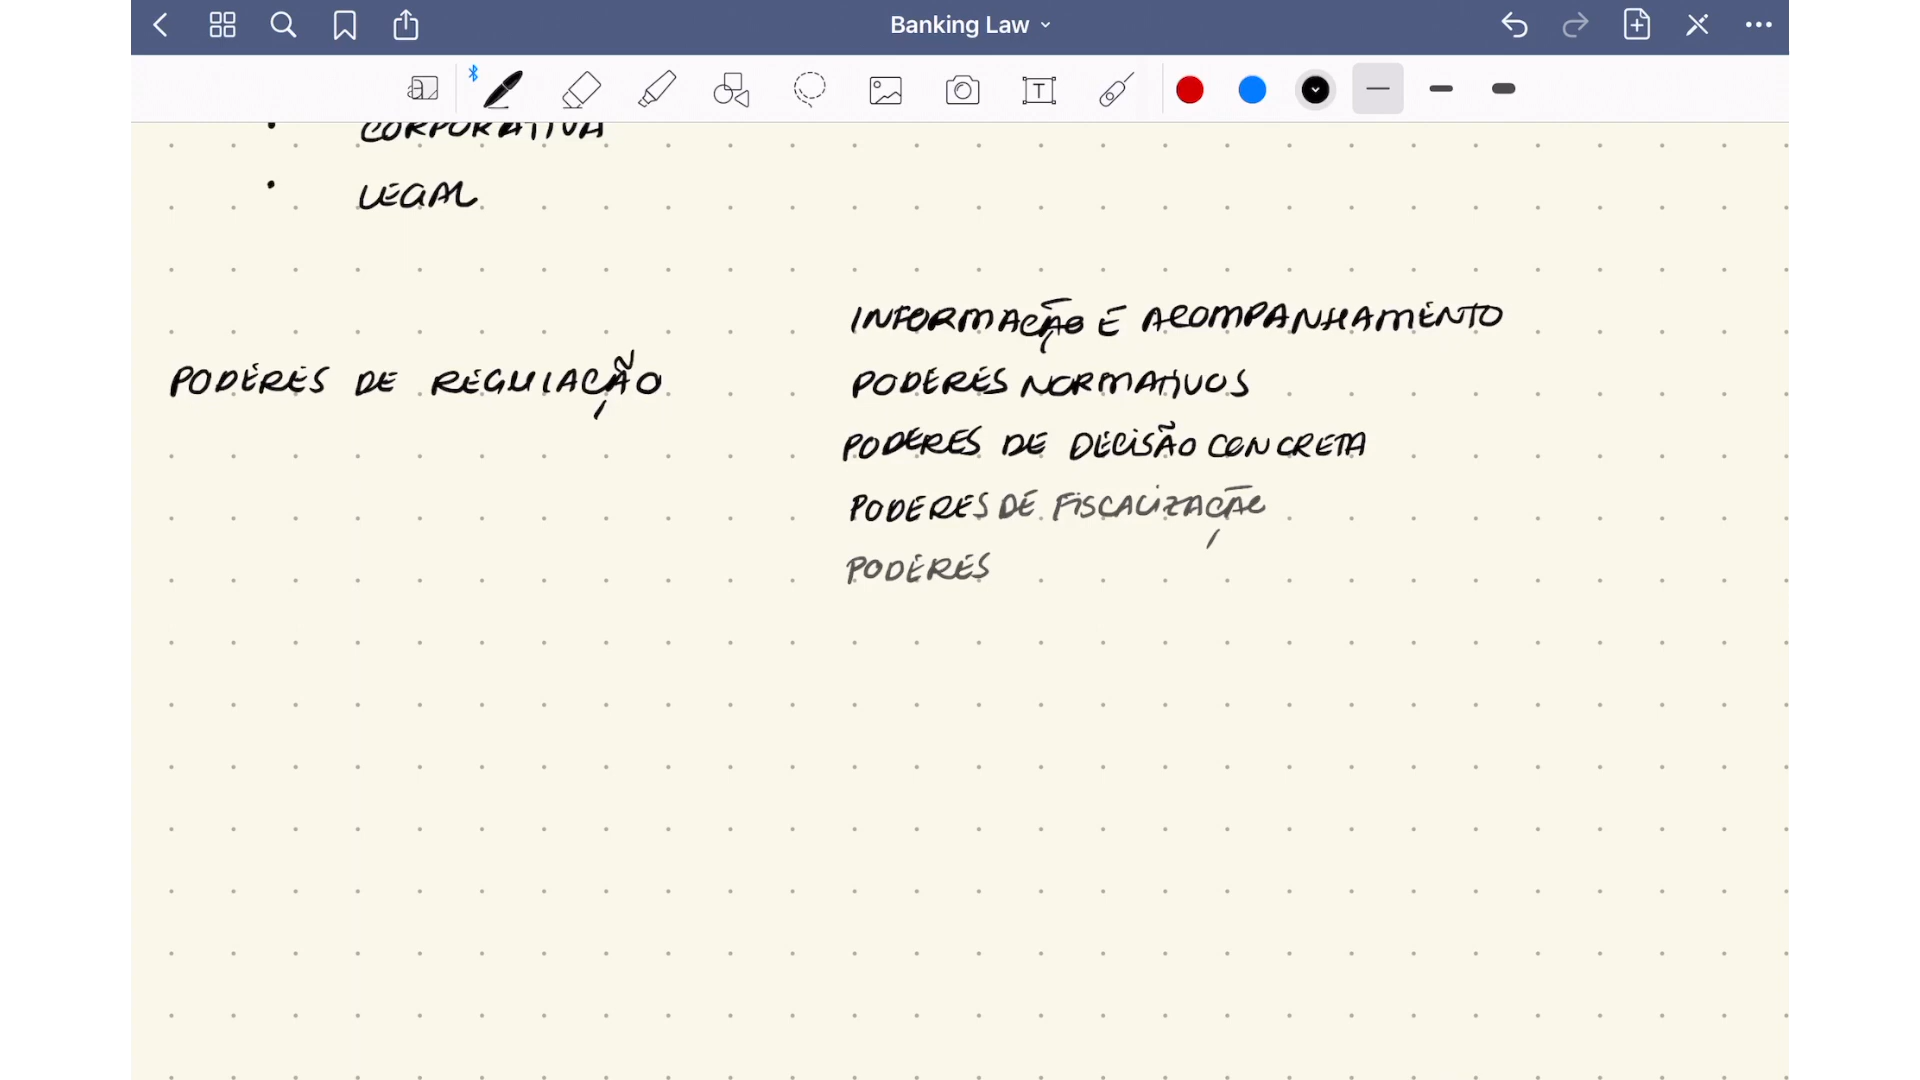 Banking Law
T
CORPORATIVA
LEGAL
INFORMAÇÃO E ACOMPANHAMENTO
PODERES DE REGULAÇÃO
PODERES NORMATIVOS
PODERES DE DECISÃO CONCRETA
PODERES DE FISCALIZAÇÃO
PODERES